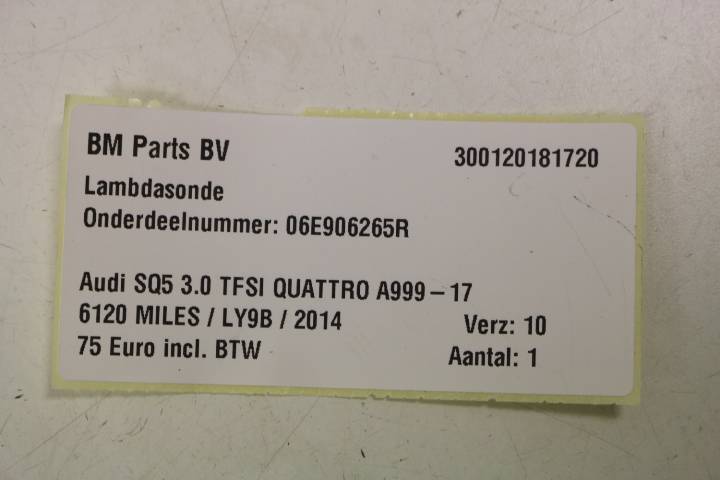 BM Parts BV 300120181720
Lambdasonde
Onderdeelnummer: 06E906265R
Audi SQ5 3.0 TFSI QUATTRO A999-17
6120 MILES / LY9B / 2014 Verz: 10
75 Euro incl. BTW Aantal: 1